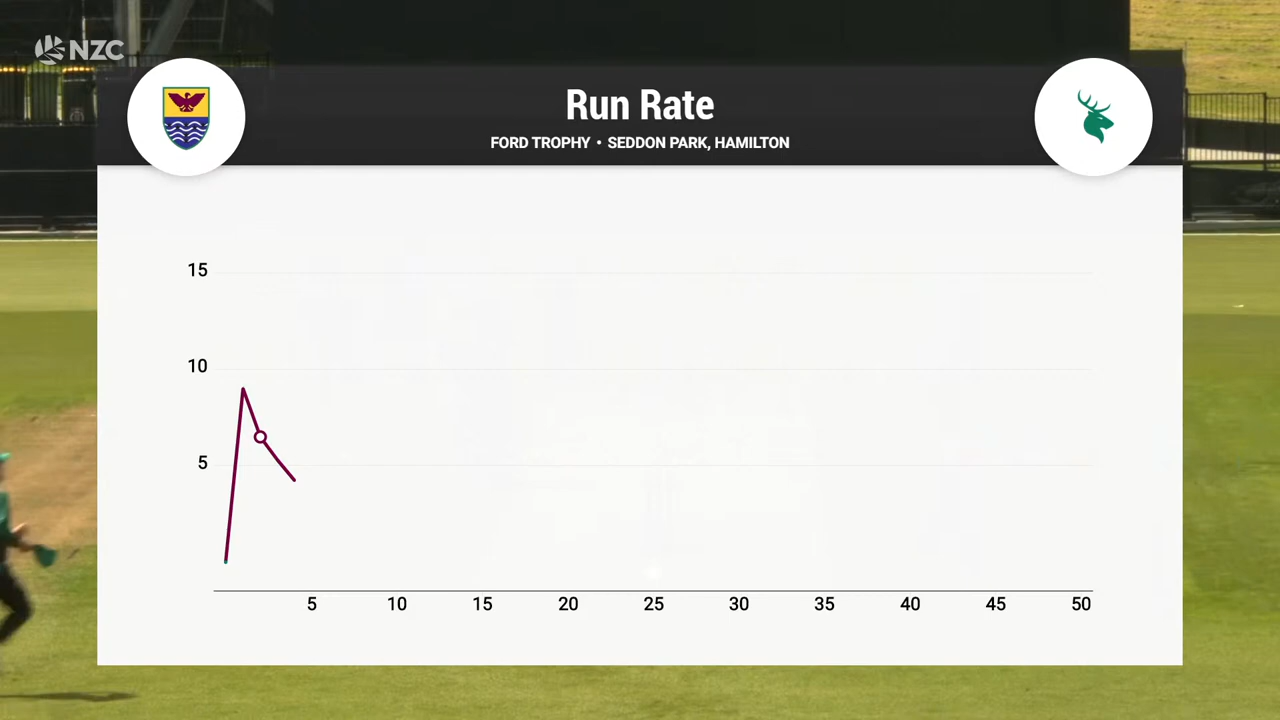 NZC
Run Rate
FORD TROPHY • SEDDON PARK, HAMILTON
15
10
5
5 10 15 20 25 30 35 40 45 50